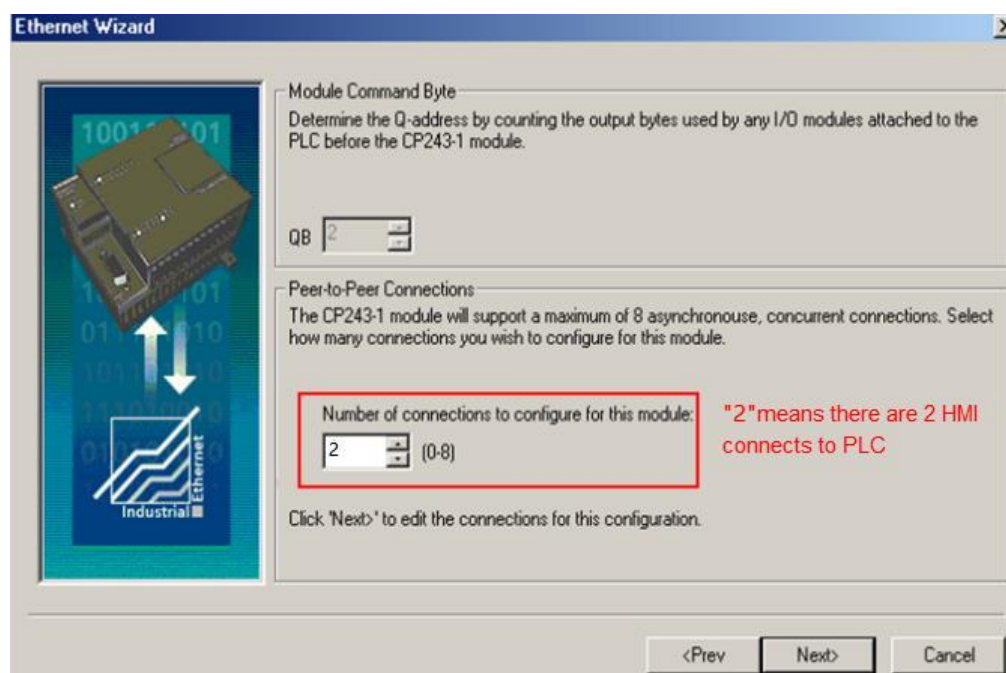 Ethernet Wizard
Module Command Byte
Determine the Q-address by counting the output bytes used by any I/O modules attached to the
PLC before the CP243-1 module.
QB 2
Peer-to-Peer Connections
The CP243-1 module will support a maximum of 8 asynchronouse, concurrent connections. Select
how many connections you wish to configure for this module.
Number of connections to configure for this module:
2 (0-8)
"2"means there are 2 HMI
connects to PLC
Click 'Next>' to edit the connections for this configuration.
Industrial
Ethernet
<Prev
Next>
Cancel